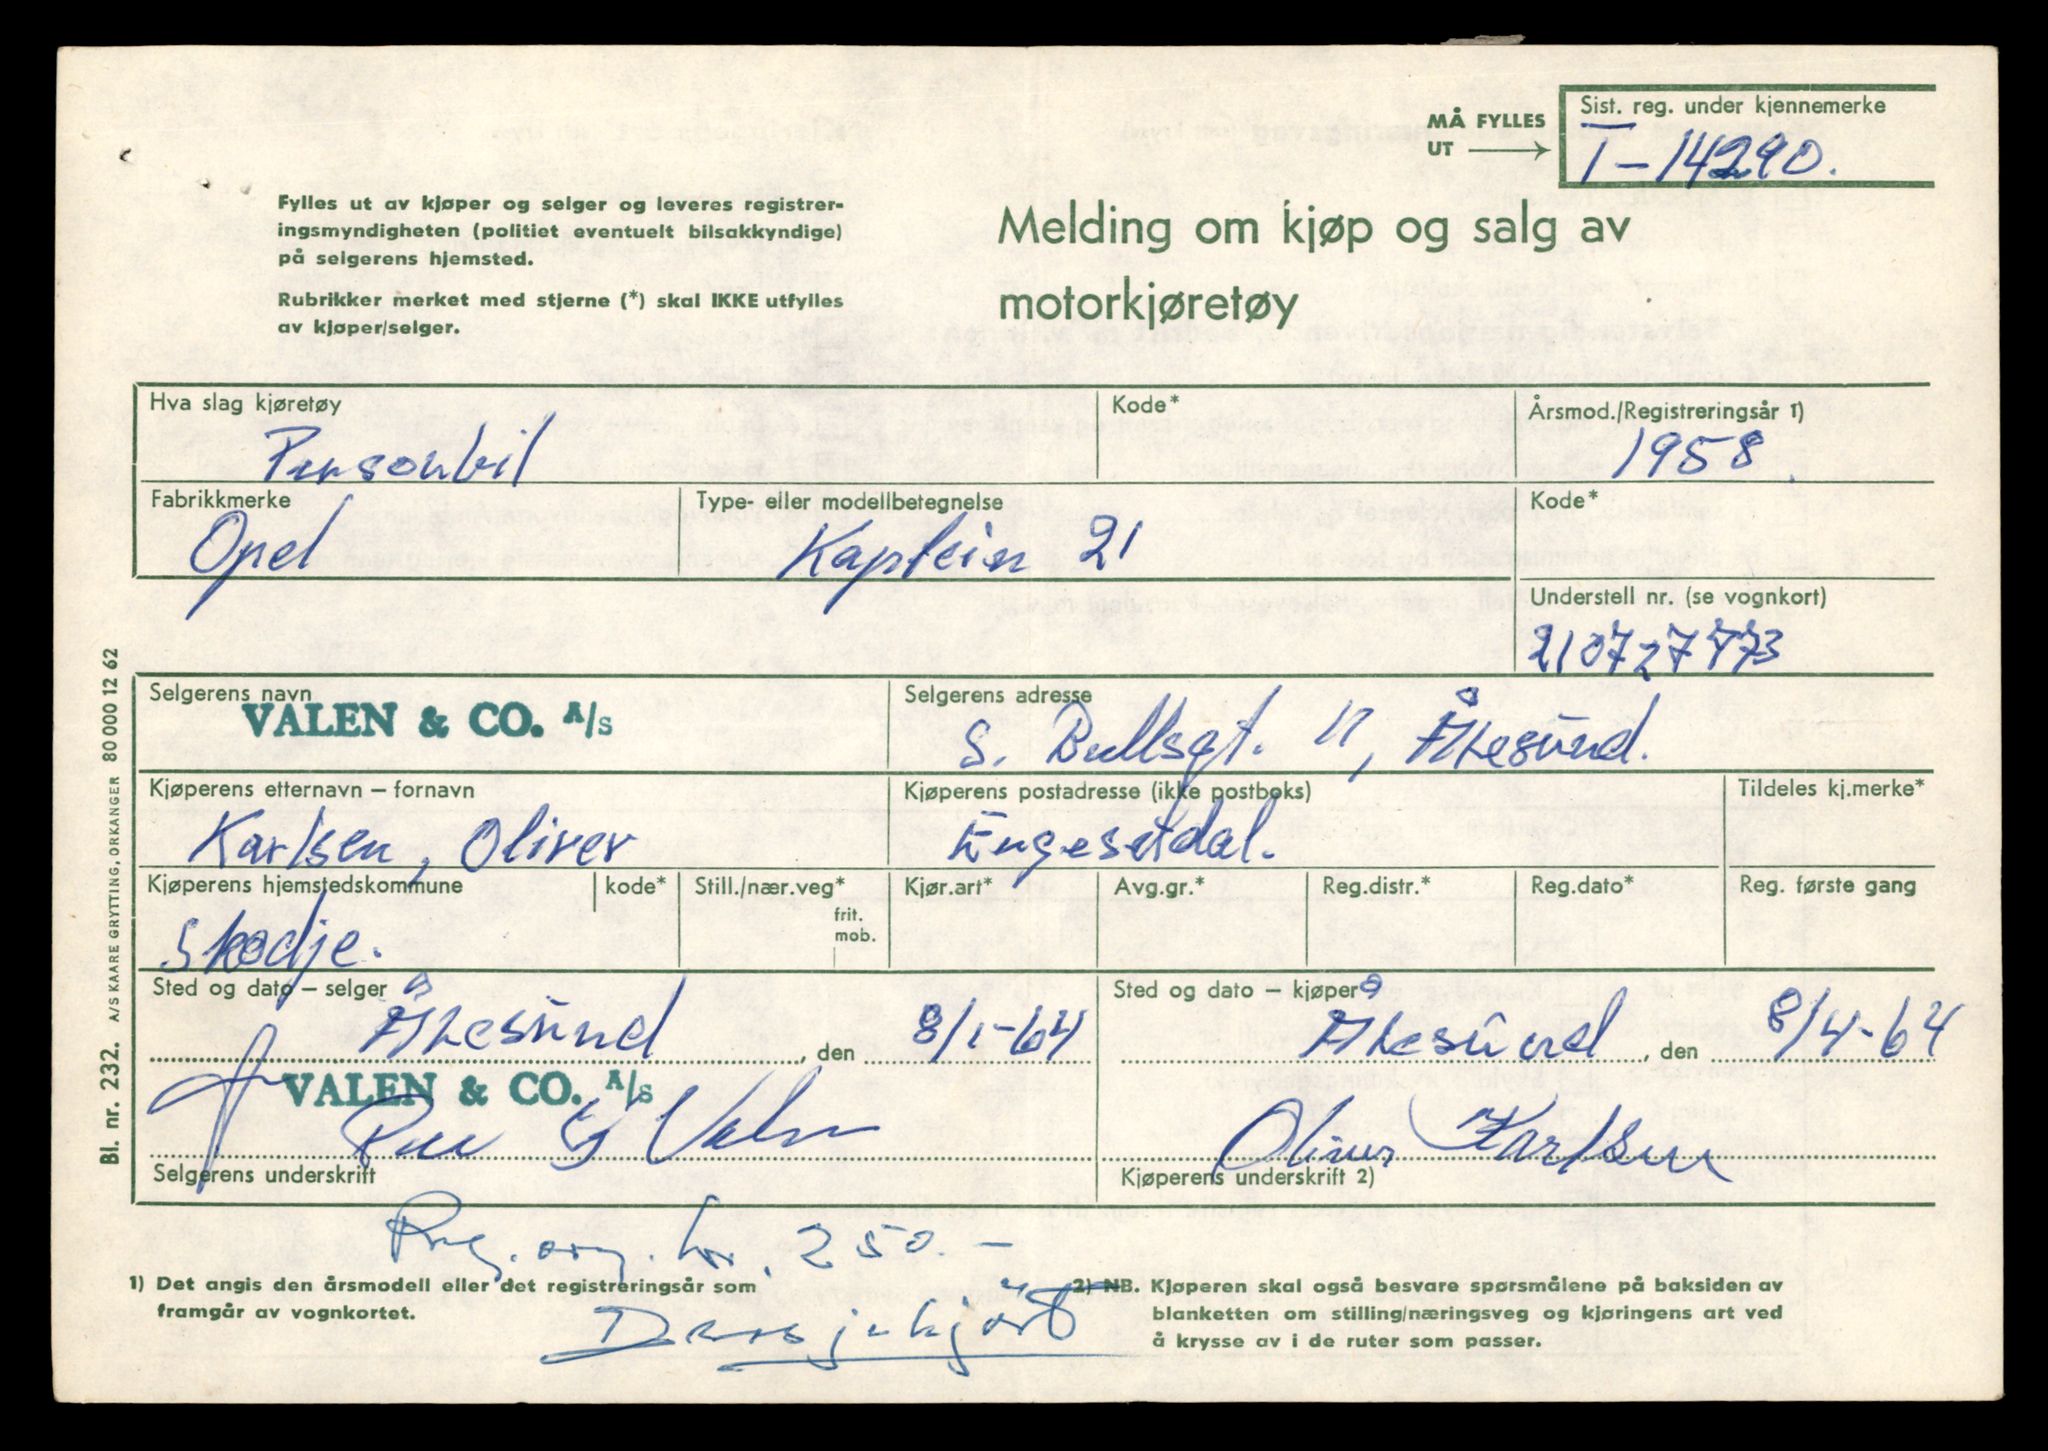 MÅ FYLLES
UT
Sist. reg. under kjennemerke
T-14290.
Fylles ut av kjøper og selger og leveres registrer-
ingsmyndigheten (politiet eventuelt bilsakkyndige)
på selgerens hjemsted.
Rubrikker merket med stjerne (*) skal IKKE utfylles
av kjøper/selger.
Melding om kjøp og salg av
motorkjøretøy
Hva slag kjøretøy
Personbil
Kode*
Årsmod./Registreringsår 1)
1958
Fabrikkmerke
Opel
Type- eller modellbetegnelse
Kaptein 21
Kode*
Understell nr. (se vognkort)
210727773
Selgerens navn
VALEN & CO. A/S
Selgerens adresse
S. Bullsgt. 11, Ålesund.
Kjøperens etternavn – fornavn
Karlsen, Oliver
Kjøperens postadresse (ikke postboks)
Engesetdal.
Tildeles kj.merke*
Kjøperens hjemstedskommune
Skodje.
kode*
Still./nær.veg*
frit.
mob.
Kjør.art*
Avg.gr.*
Reg.distr.*
Reg.dato*
Reg. første gang
Sted og dato – selger
Ålesund, den 8/1-64
Sted og dato – kjøper
Ålesund, den 8/4-64
VALEN & CO. A/S
Valen
Selgerens underskrift
Oliver Karlsen
Kjøperens underskrift 2)
Reg. avg. kr. 250.-
Drosjekjørt
1) Det angis den årsmodell eller det registreringsår som
framgår av vognkortet.
2) NB. Kjøperen skal også besvare spørsmålene på baksiden av
blanketten om stilling/næringsveg og kjøringens art ved
å krysse av i de ruter som passer.
Bl. nr. 232. A/S KAARE GRYTTING, ORKANGER 80 000 12 62